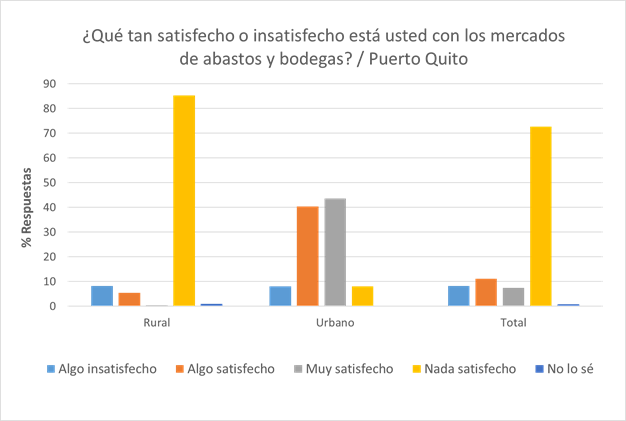 ¿Qué tan satisfecho o insatisfecho está usted con los mercados
de abastos y bodegas? / Puerto Quito
90
80
70
60
50
40
30
20
10
0
% Respuestas
Rural Urbano Total
Algo insatisfecho Algo satisfecho Muy satisfecho Nada satisfecho No lo sé